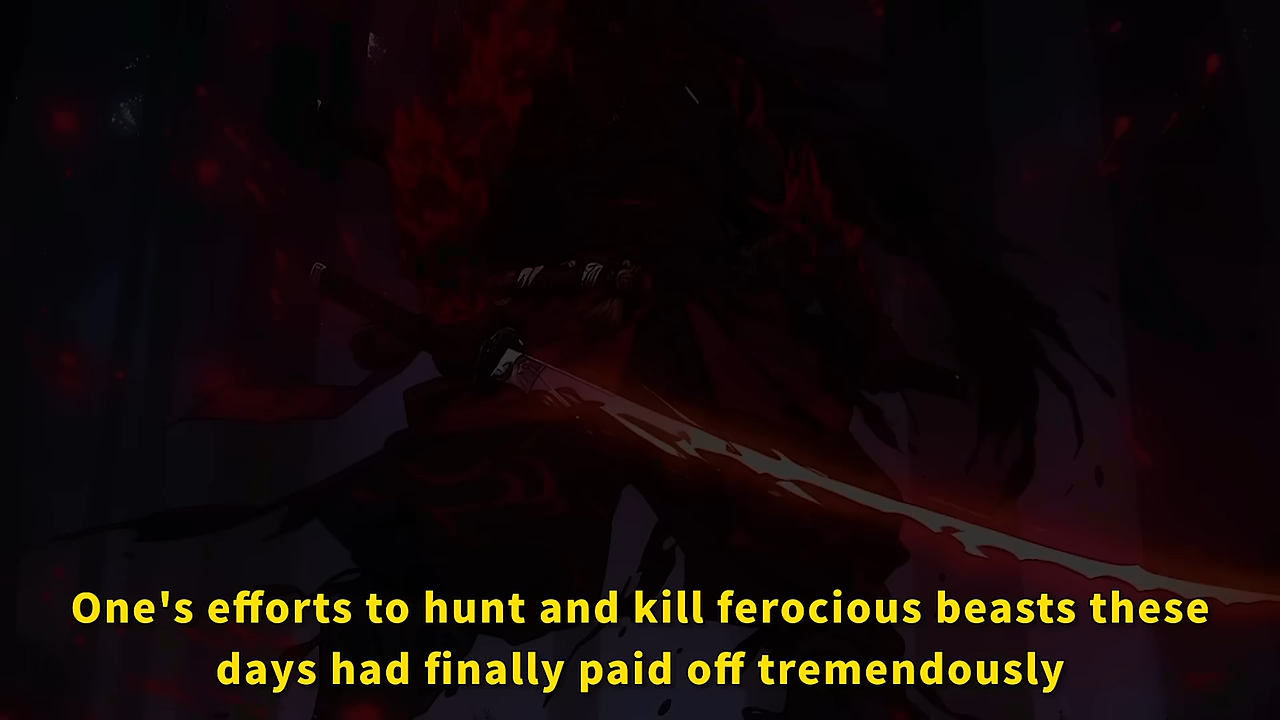 One's efforts to hunt and kill ferocious beasts these
days had finally paid off tremendously